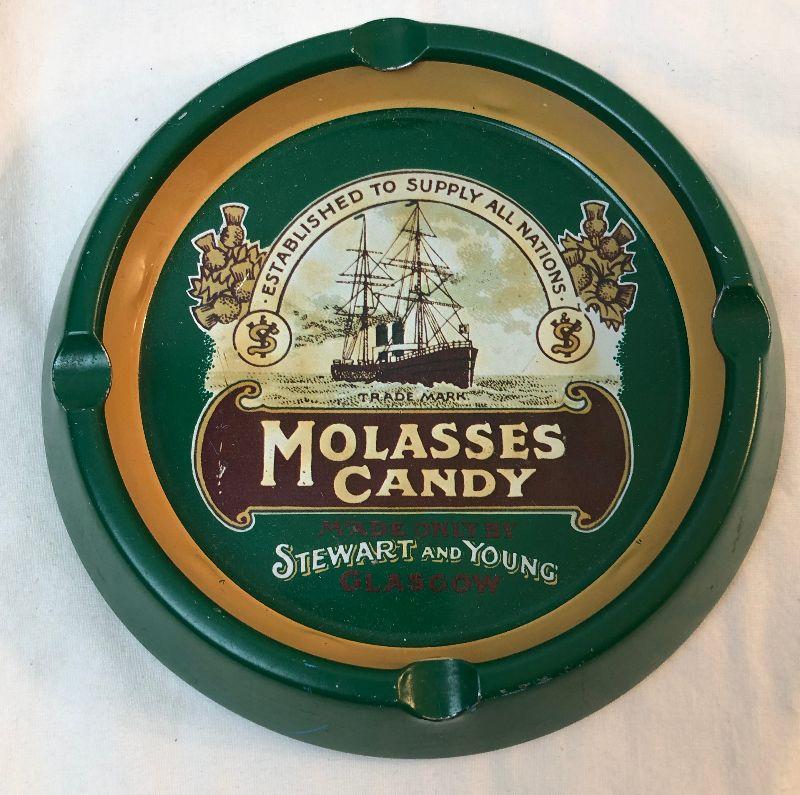 · ESTABLISHED TO SUPPLY ALL NATIONS ·
TRADE MARK
MOLASSES
CANDY
MADE ONLY BY
STEWART AND YOUNG
GLASGOW